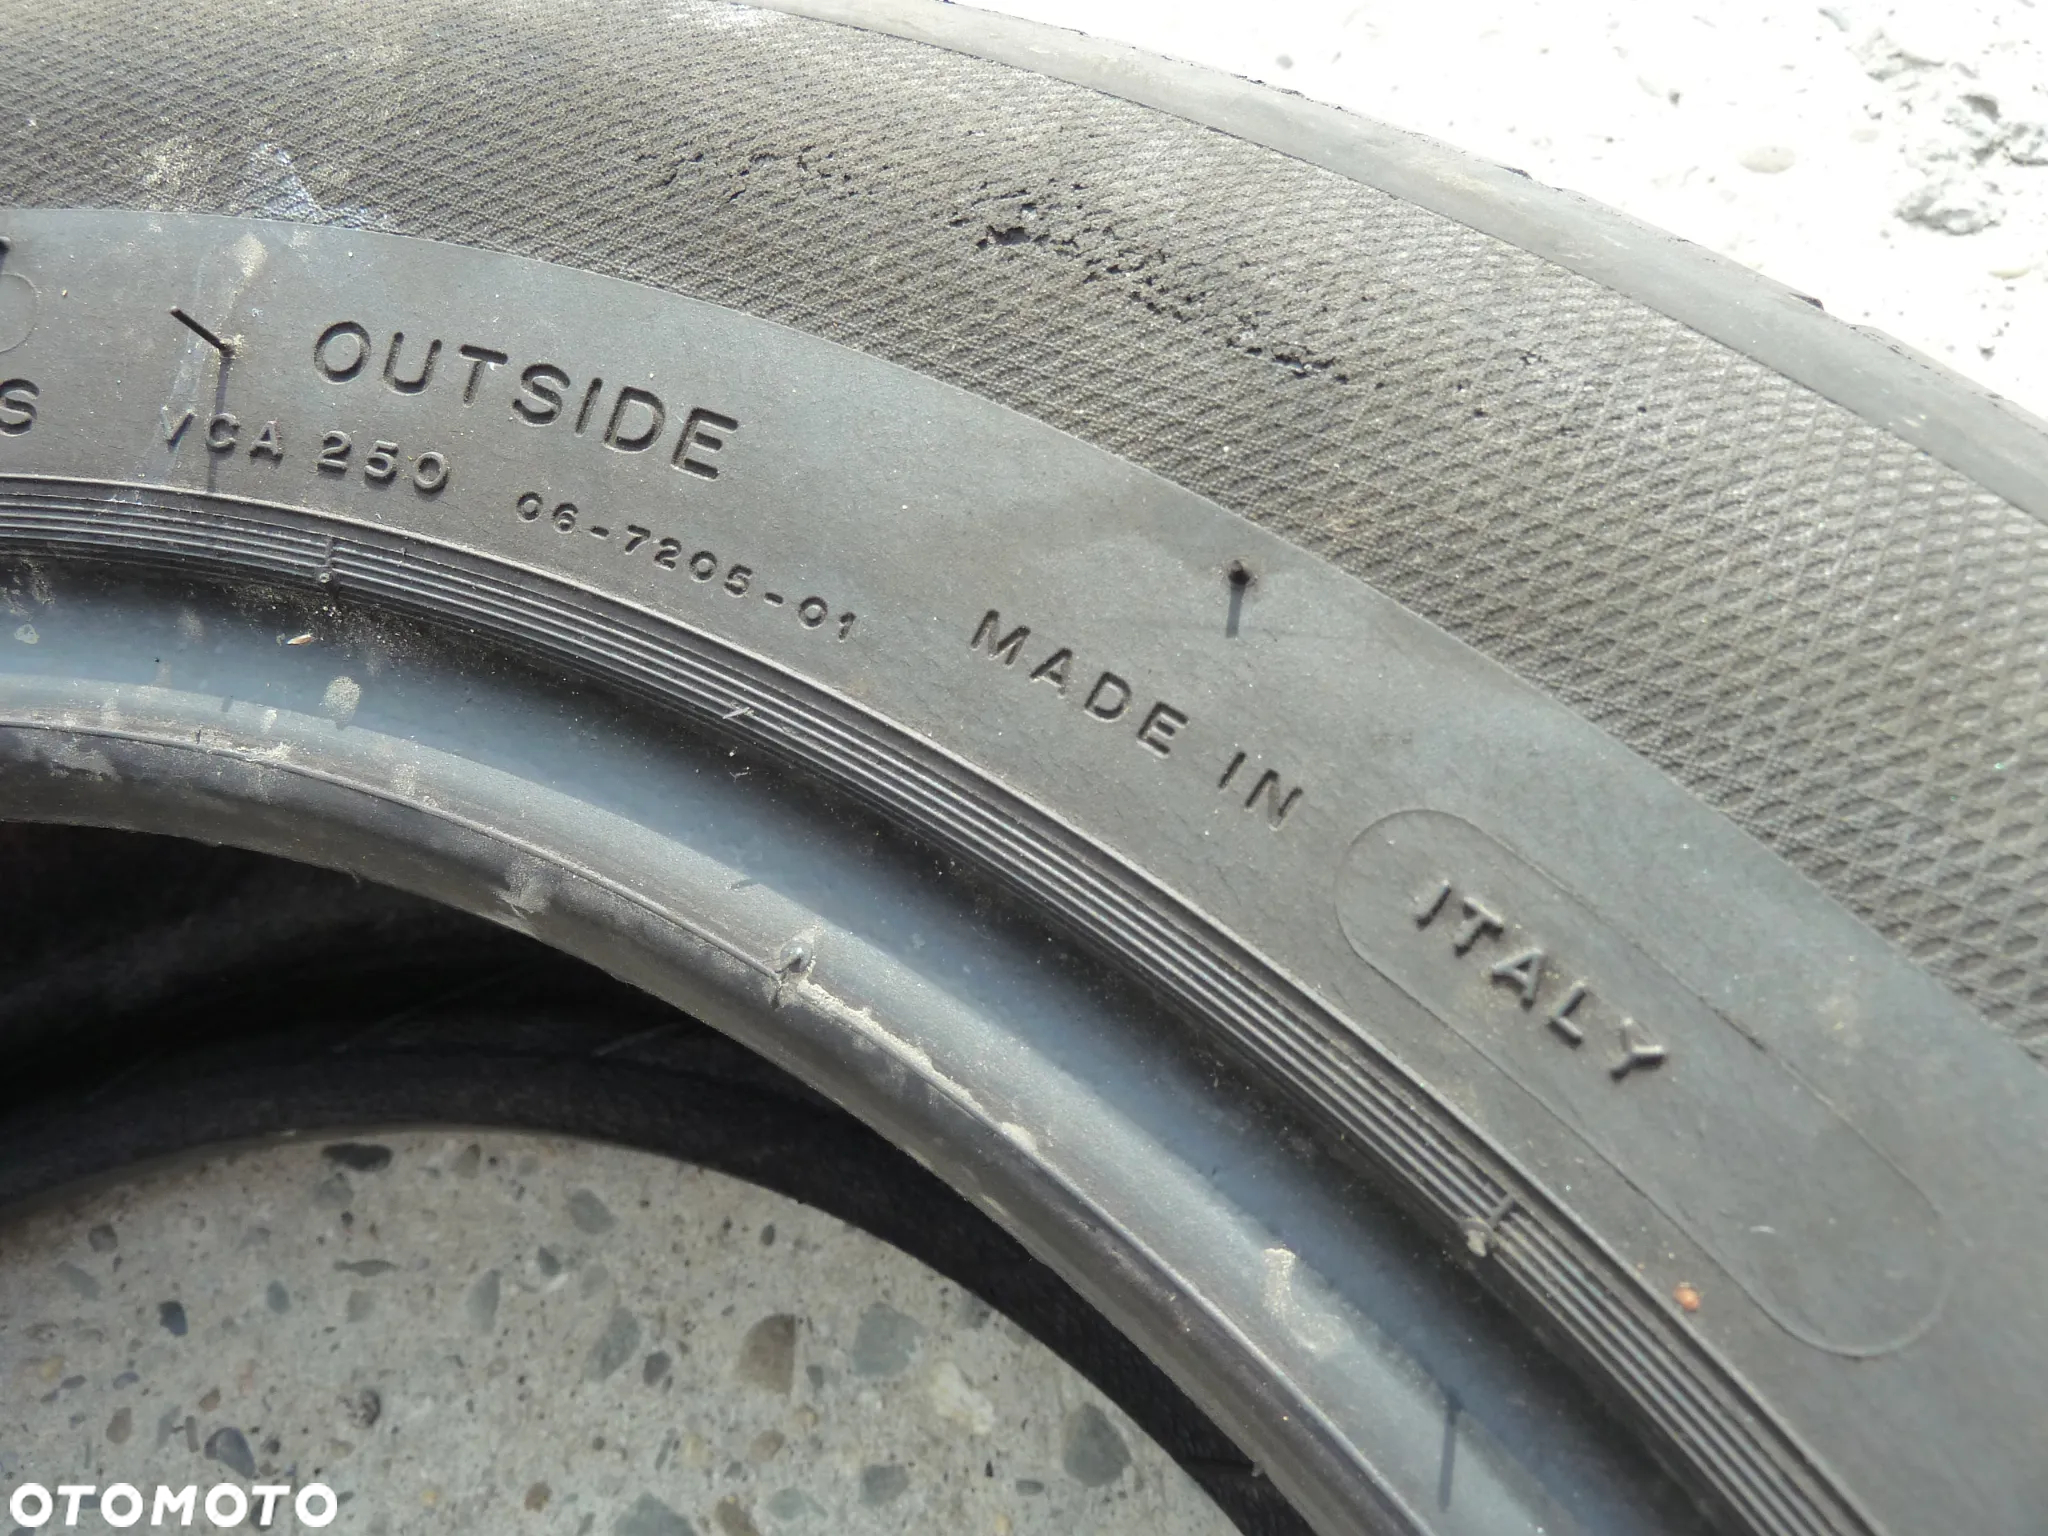 S
OUTSIDE
VCA 250
06-7205-01
MADE IN
ITALY
OTOMOTO